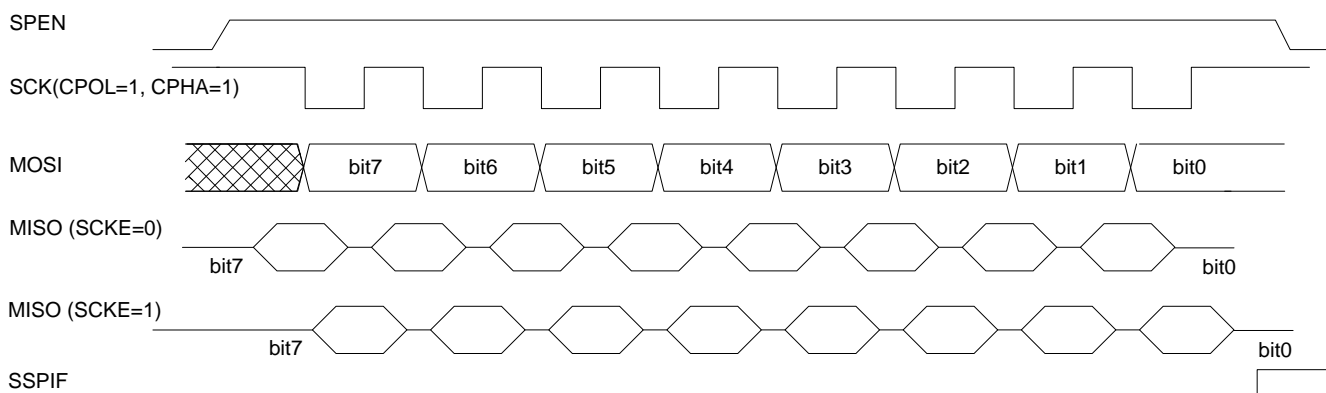 SPEN
SCK(CPOL=1, CPHA=1)
MOSI
bit7 bit6 bit5 bit4 bit3 bit2 bit1 bit0
MISO (SCKE=0)
bit7 bit0
MISO (SCKE=1)
bit7 bit0
SSPIF